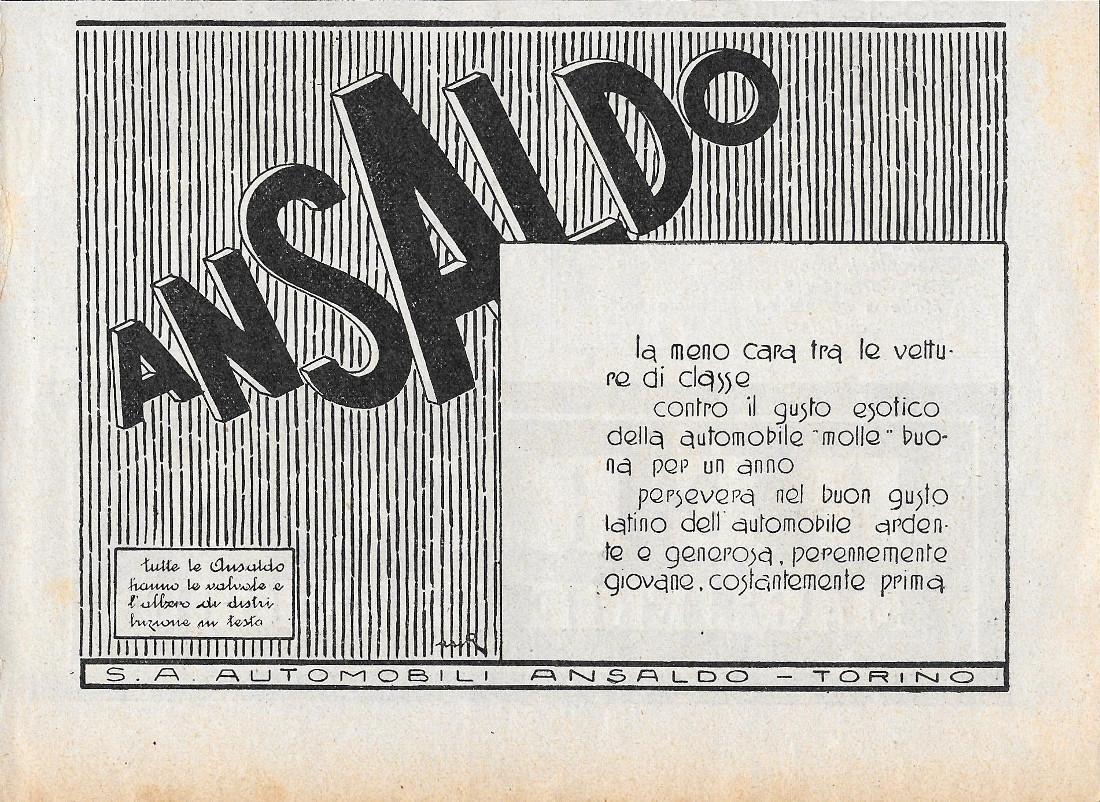 ANSALDO
la meno cara tra le vettu-
re di classe
contro il gusto esotico
della automobile "molle" buo-
na per un anno
persevera nel buon gusto
latino dell'automobile arden-
te e generosa, perennemente
giovane, costantemente prima
tutte le Ansaldo
hanno le valvole e
l'albero di distri
buzione in testa
S. A. AUTOMOBILI ANSALDO - TORINO